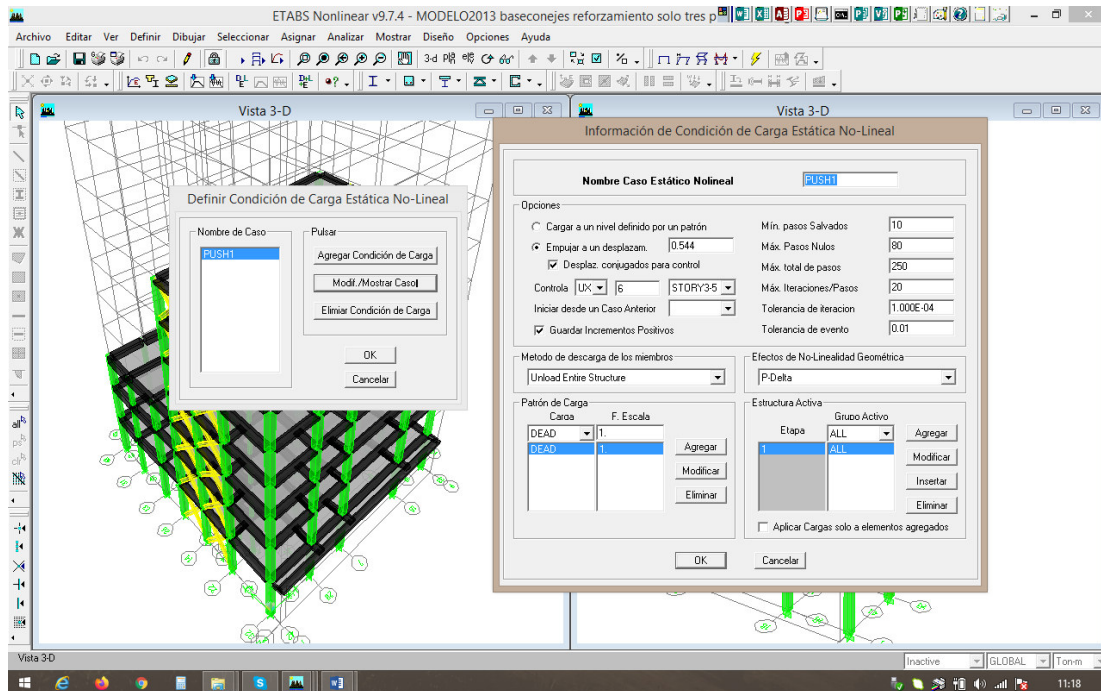 ETABS Nonlinear v9.7.4 - MODELO2013 baseconejes reforzamiento solo tres p
Archivo Editar Ver Definir Dibujar Seleccionar Asignar Analizar Mostrar Diseño Opciones Ayuda
3-d
Vista 3-D
Vista 3-D
Definir Condición de Carga Estática No-Lineal
Nombre de Caso
PUSH1
Pulsar
Agregar Condición de Carga
Modif./Mostrar Caso
Elimiar Condición de Carga
OK
Cancelar
Información de Condición de Carga Estática No-Lineal
Nombre Caso Estático Nolineal PUSH1
Opciones
Cargar a un nivel definido por un patrón
Empujar a un desplazam. 0.544
Desplaz. conjugados para control
Controla UX 6 STORY3-5
Iniciar desde un Caso Anterior
Guardar Incrementos Positivos
Mín. pasos Salvados 10
Máx. Pasos Nulos 80
Máx. total de pasos 250
Máx. Iteraciones/Pasos 20
Tolerancia de iteracion 1.000E-04
Tolerancia de evento 0.01
Metodo de descarga de los miembros
Unload Entire Structure
Efectos de No-Linealidad Geométrica
P-Delta
Patrón de Carga
Carga F. Escala
DEAD 1.
DEAD 1.
Agregar
Modificar
Eliminar
Estructura Activa
Grupo Activo
Etapa ALL
1 ALL
Agregar
Modificar
Insertar
Eliminar
Aplicar Cargas solo a elementos agregados
OK
Cancelar
all
ps
clr
Vista 3-D
Inactive GLOBAL Ton-m
11:18